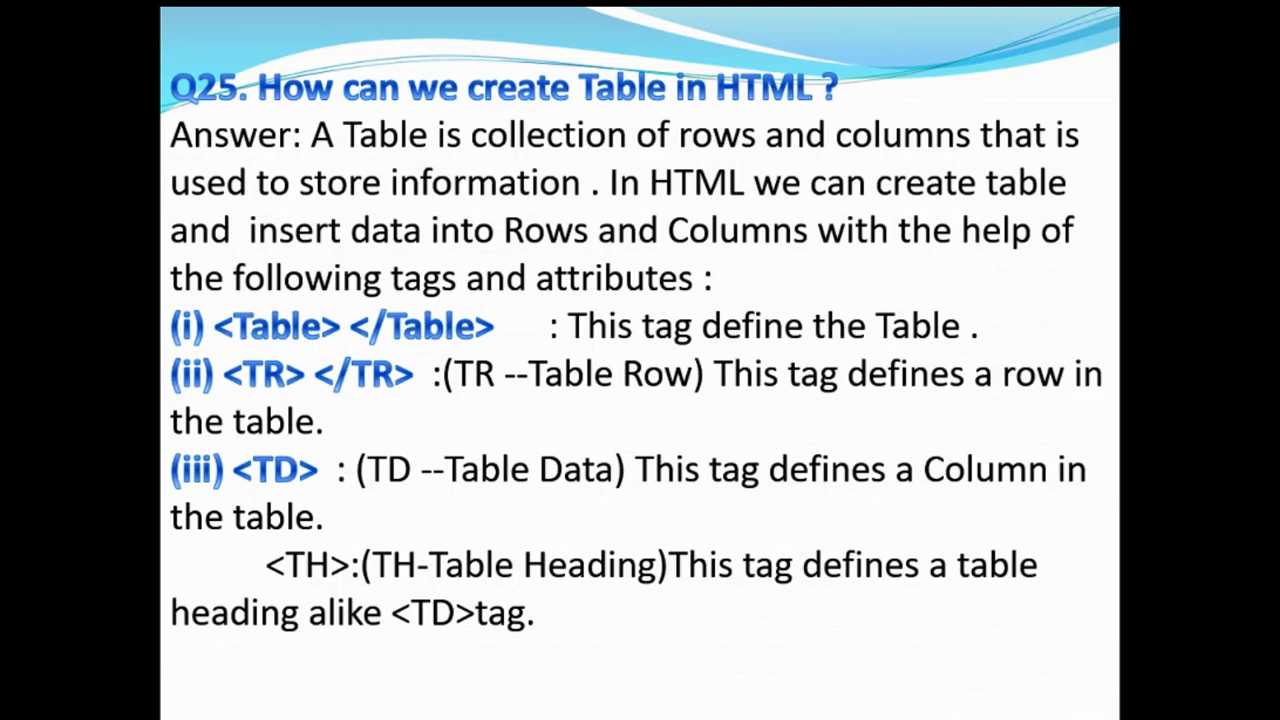 Q25. How can we create Table in HTML ?
Answer: A Table is collection of rows and columns that is
used to store information . In HTML we can create table
and  insert data into Rows and Columns with the help of
the following tags and attributes :
(i) <Table> </Table>     : This tag define the Table .
(ii) <TR> </TR>  :(TR --Table Row) This tag defines a row in
the table.
(iii) <TD>  : (TD --Table Data) This tag defines a Column in
the table.
<TH>:(TH-Table Heading)This tag defines a table
heading alike <TD>tag.